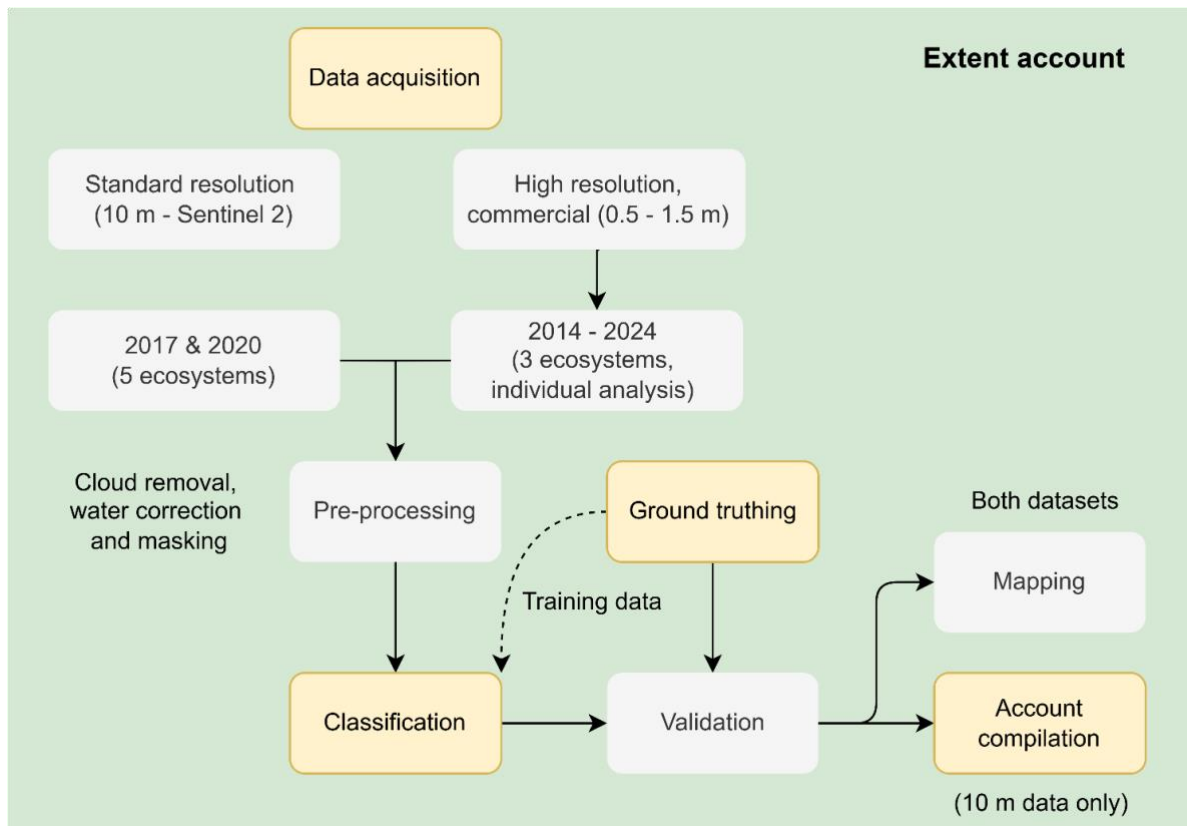 Extent account
Data acquisition
Standard resolution
(10 m - Sentinel 2)
High resolution,
commercial (0.5 - 1.5 m)
2017 & 2020
(5 ecosystems)
2014 - 2024
(3 ecosystems,
individual analysis)
Cloud removal,
water correction
and masking
Pre-processing
Ground truthing
Both datasets
Mapping
Training data
Classification
Validation
Account
compilation
(10 m data only)